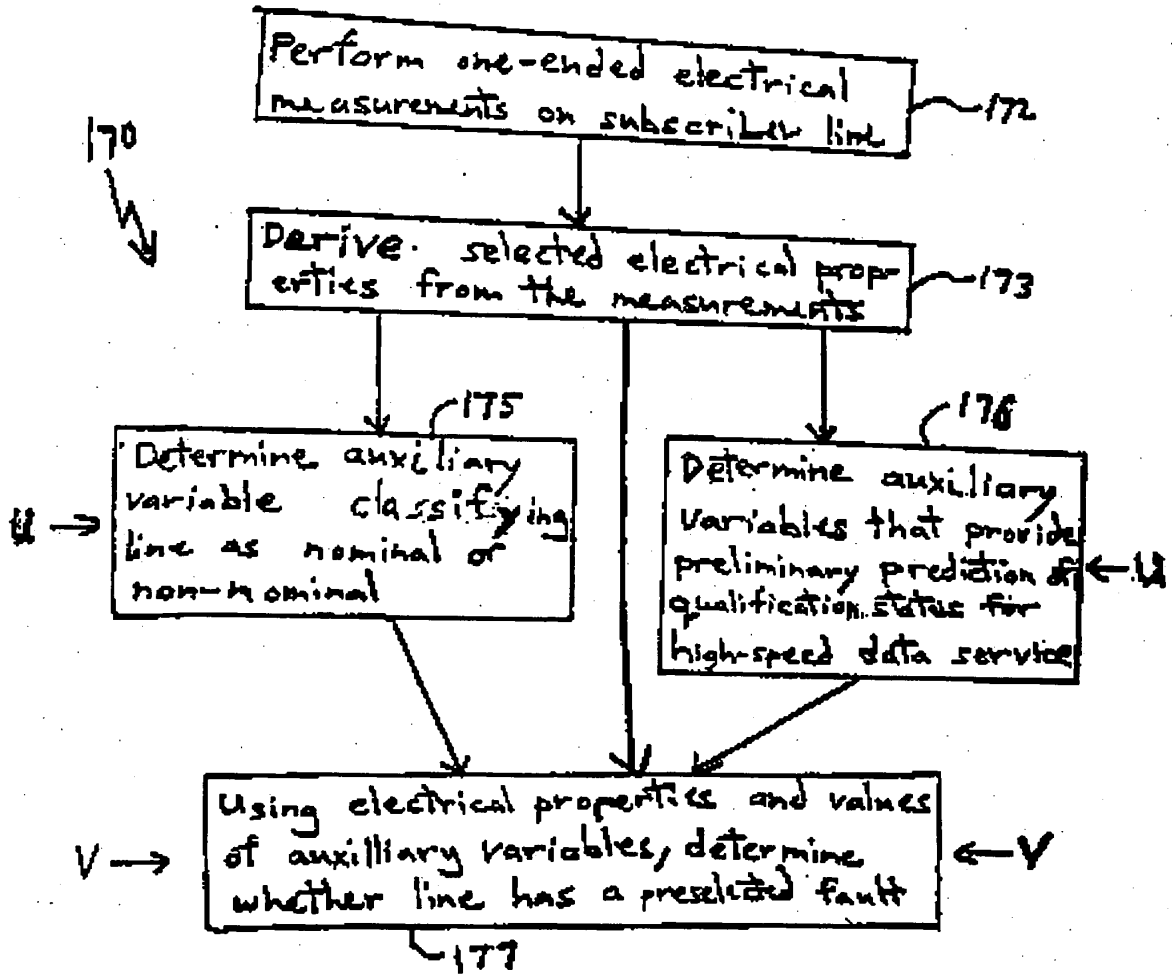 Perform one-ended electrical
measurements on subscriber line
172
170
Derive selected electrical prop-
erties from the measurements
173
175
Determine auxiliary
variable classifying
line as nominal or
non-nominal
U
176
Determine auxiliary
variables that provide
preliminary prediction of
qualification status for
high-speed data service
U
Using electrical properties and values
of auxilliary variables, determine
whether line has a preselected fault
V
V
177